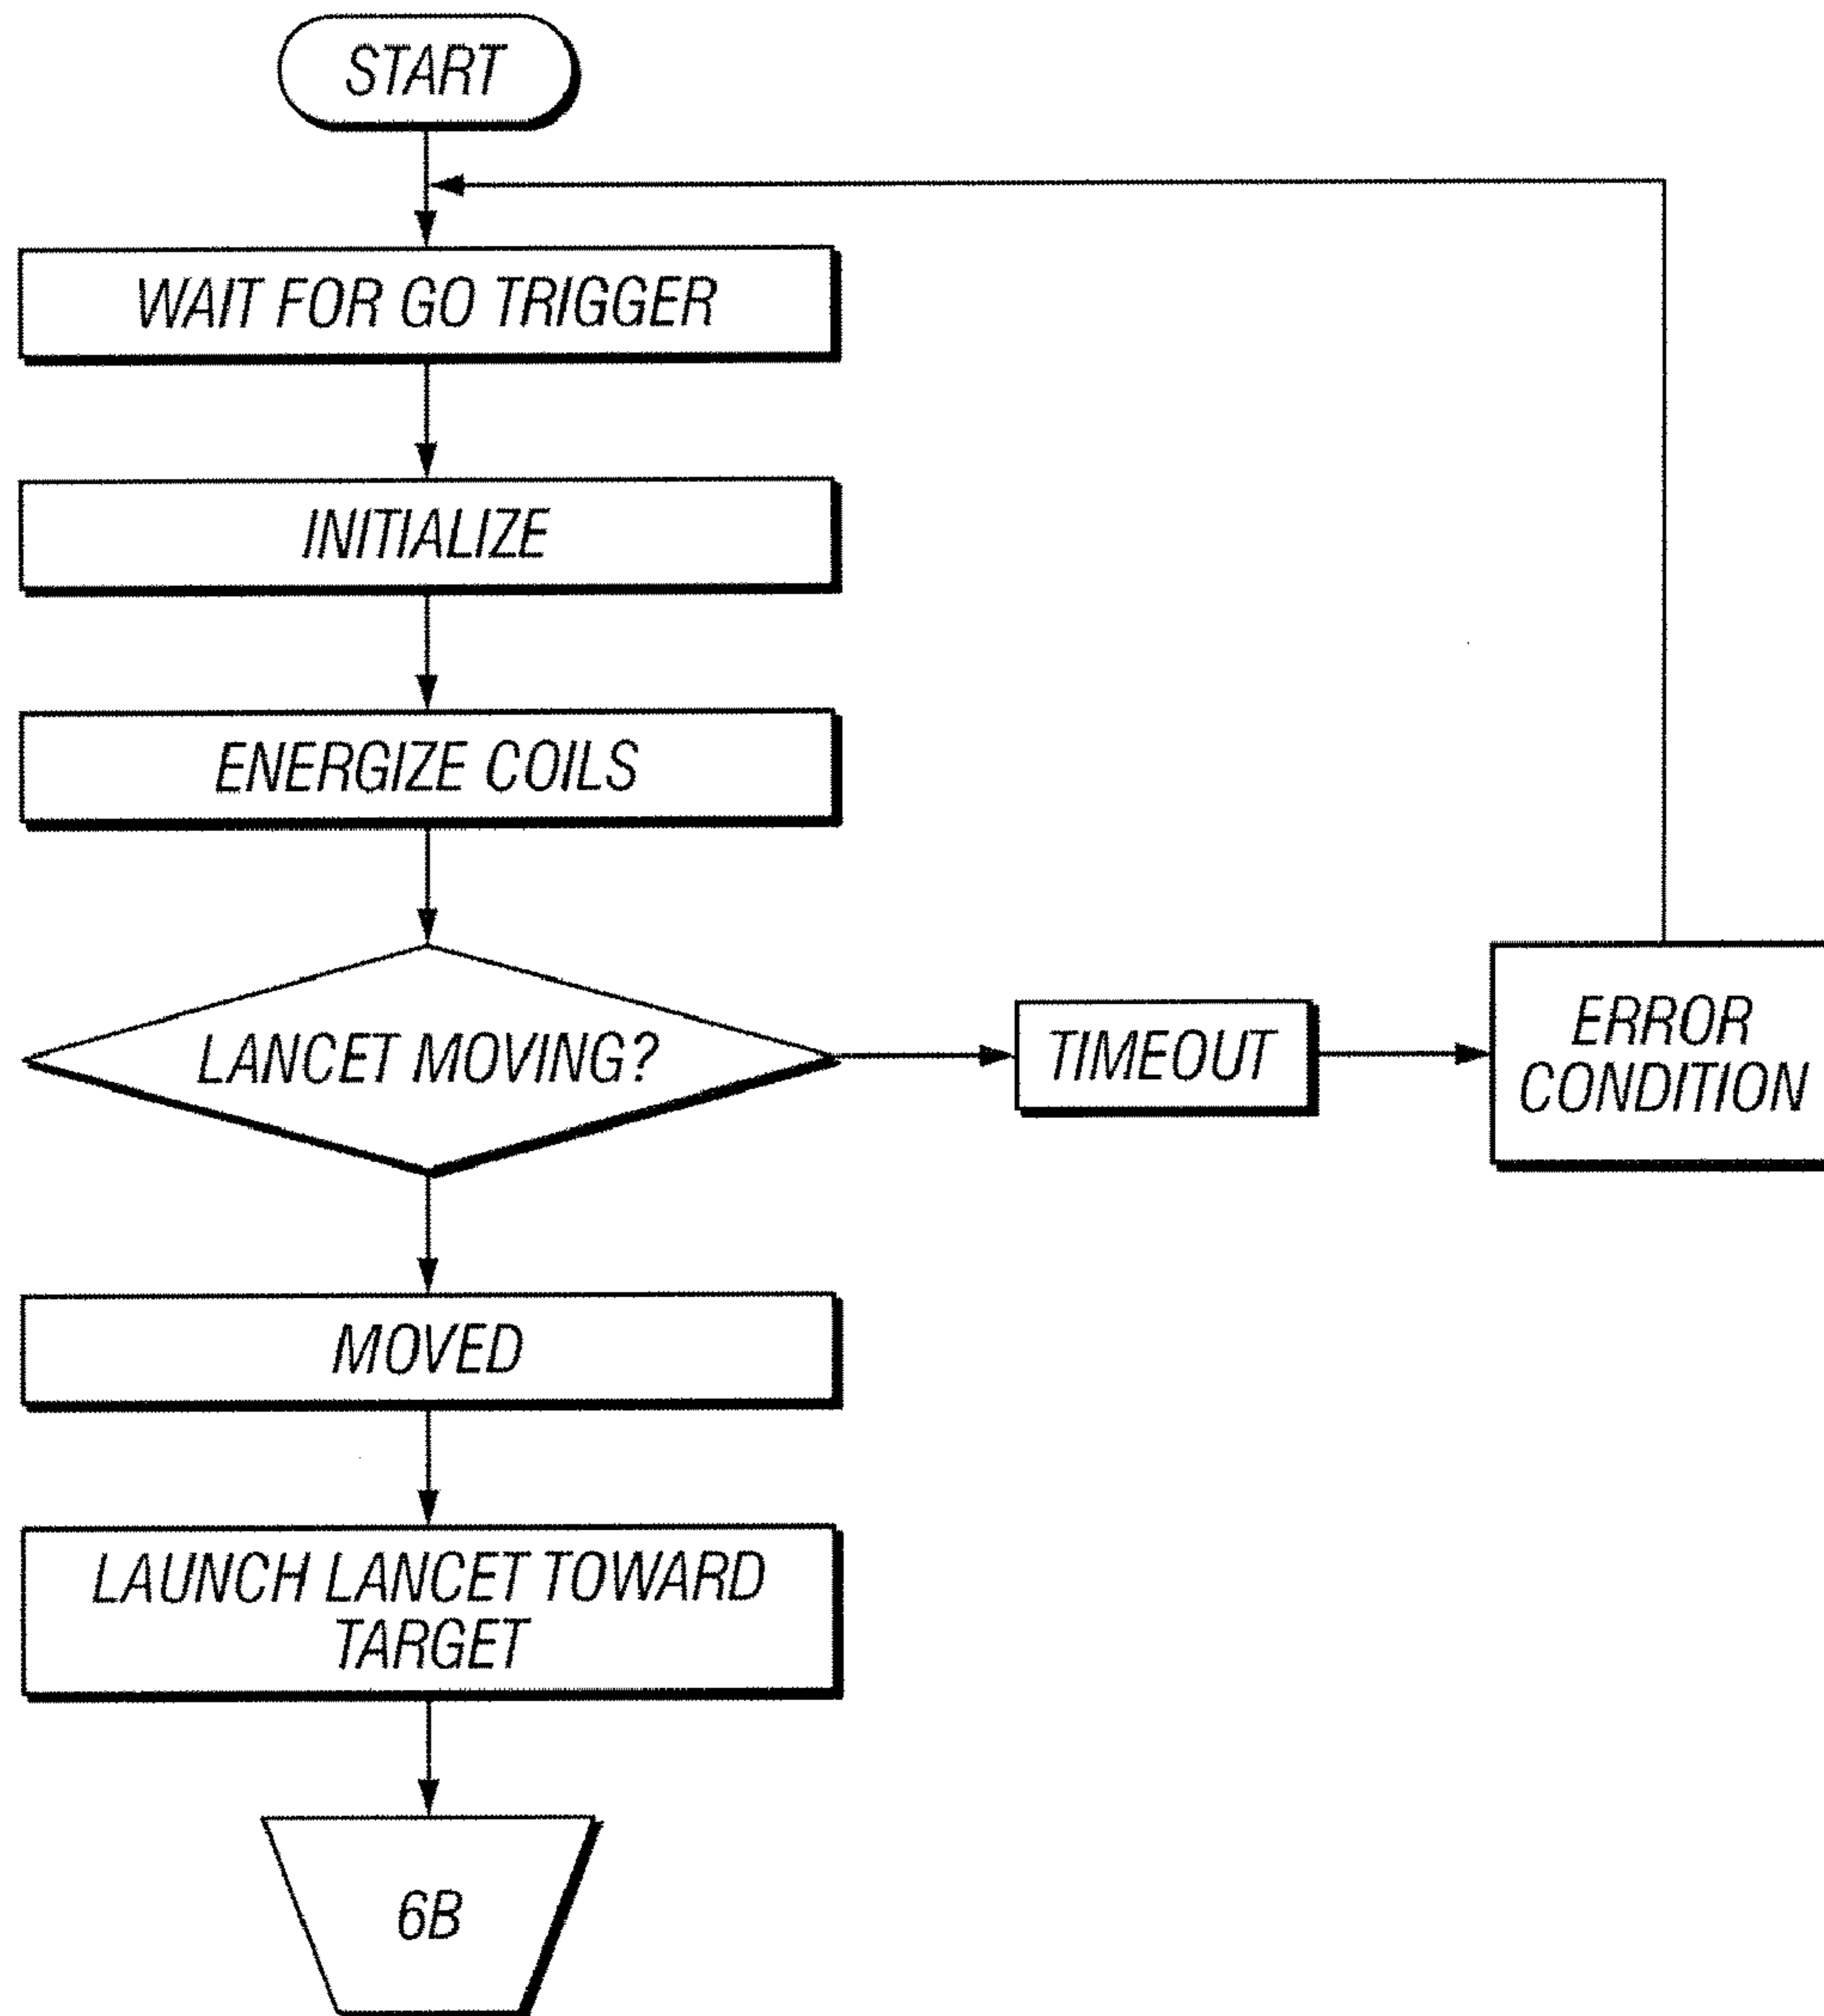 START
WAIT FOR GO TRIGGER
INITIALIZE
ENERGIZE COILS
LANCET MOVING?
TIMEOUT
ERROR
CONDITION
MOVED
LAUNCH LANCET TOWARD
TARGET
6B